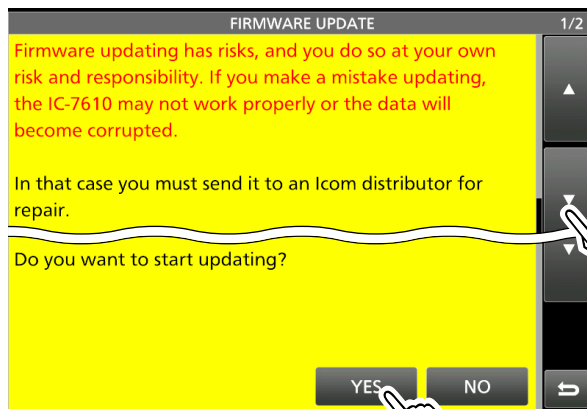 FIRMWARE UPDATE 1/2
Firmware updating has risks, and you do so at your own
risk and responsibility. If you make a mistake updating,
the IC-7610 may not work properly or the data will
become corrupted.
In that case you must send it to an Icom distributor for
repair.
Do you want to start updating?
YES NO